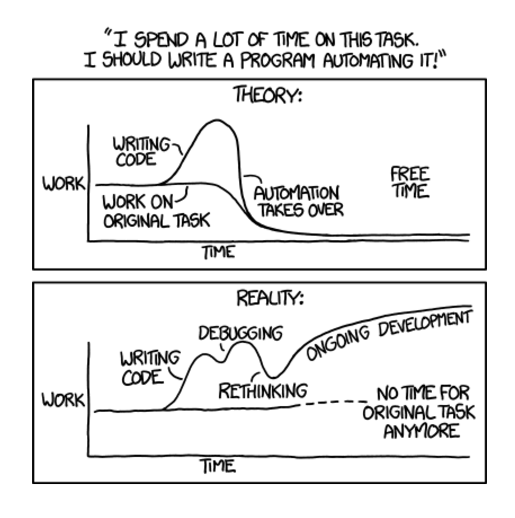 "I SPEND A LOT OF TIME ON THIS TASK.
I SHOULD WRITE A PROGRAM AUTOMATING IT!"
THEORY:
WRITING
CODE
WORK
WORK ON
ORIGINAL TASK
AUTOMATION
TAKES OVER
FREE
TIME
TIME
REALITY:
WRITING
CODE
DEBUGGING
RETHINKING
ONGOING DEVELOPMENT
WORK
NO TIME FOR
ORIGINAL TASK
ANYMORE
TIME